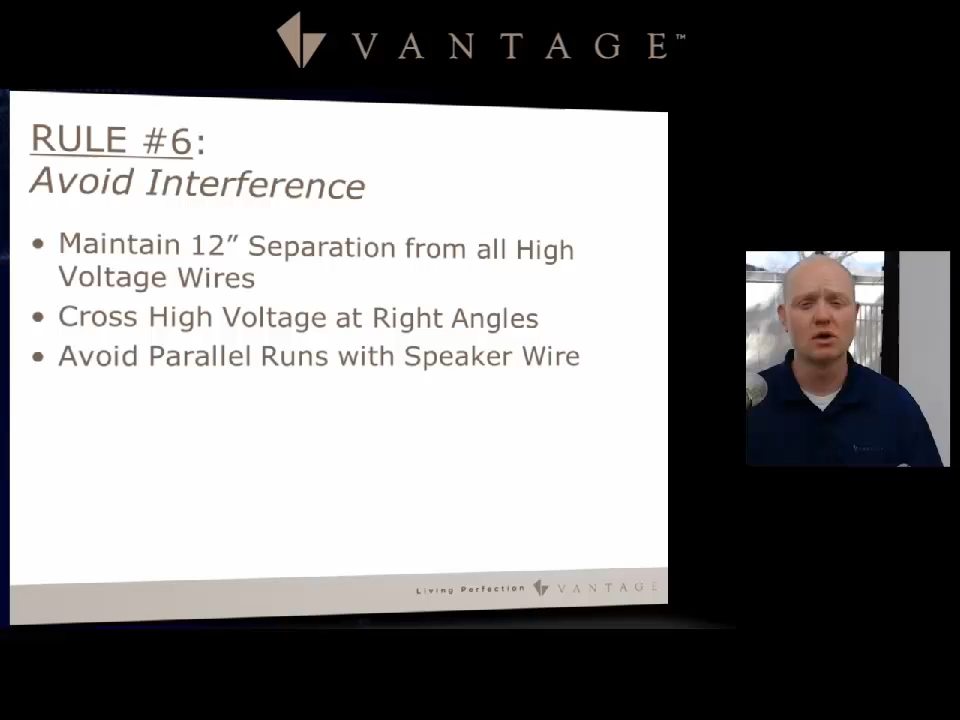 VANTAGE™
RULE #6:
Avoid Interference
• Maintain 12” Separation from all High
Voltage Wires
• Cross High Voltage at Right Angles
• Avoid Parallel Runs with Speaker Wire
Living Perfection VANTAGE